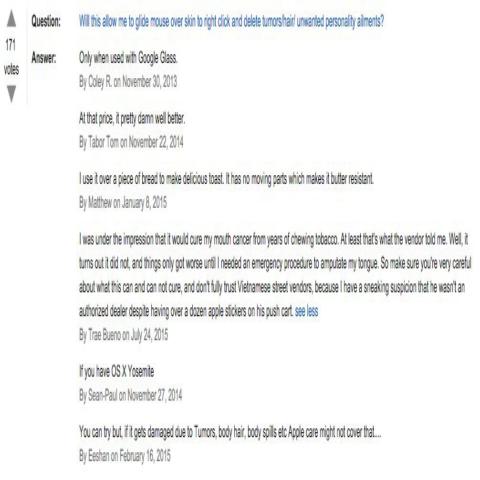 Question: Will this allow me to glide mouse over skin to right click and delete tumors/hair/ unwanted personality ailments?
171
votes
Answer: Only when used with Google Glass.
By Coley R. on November 30, 2013
At that price, it pretty damn well better.
By Tabor Tom on November 22, 2014
I use it over a piece of bread to make delicious toast. It has no moving parts which makes it butter resistant.
By Matthew on January 8, 2015
I was under the impression that it would cure my mouth cancer from years of chewing tobacco. At least that's what the vendor told me. Well, it
turns out it did not, and things only got worse until I needed an emergency procedure to amputate my tongue. So make sure you're very careful
about what this can and can not cure, and don't fully trust Vietnamese street vendors, because I have a sneaking suspicion that he wasn't an
authorized dealer despite having over a dozen apple stickers on his push cart. see less
By Trae Bueno on July 24, 2015
If you have OS X Yosemite
By Sean-Paul on November 27, 2014
You can try but, if it gets damaged due to Tumors, body hair, body spills etc Apple care might not cover that....
By Eeshan on February 16, 2015